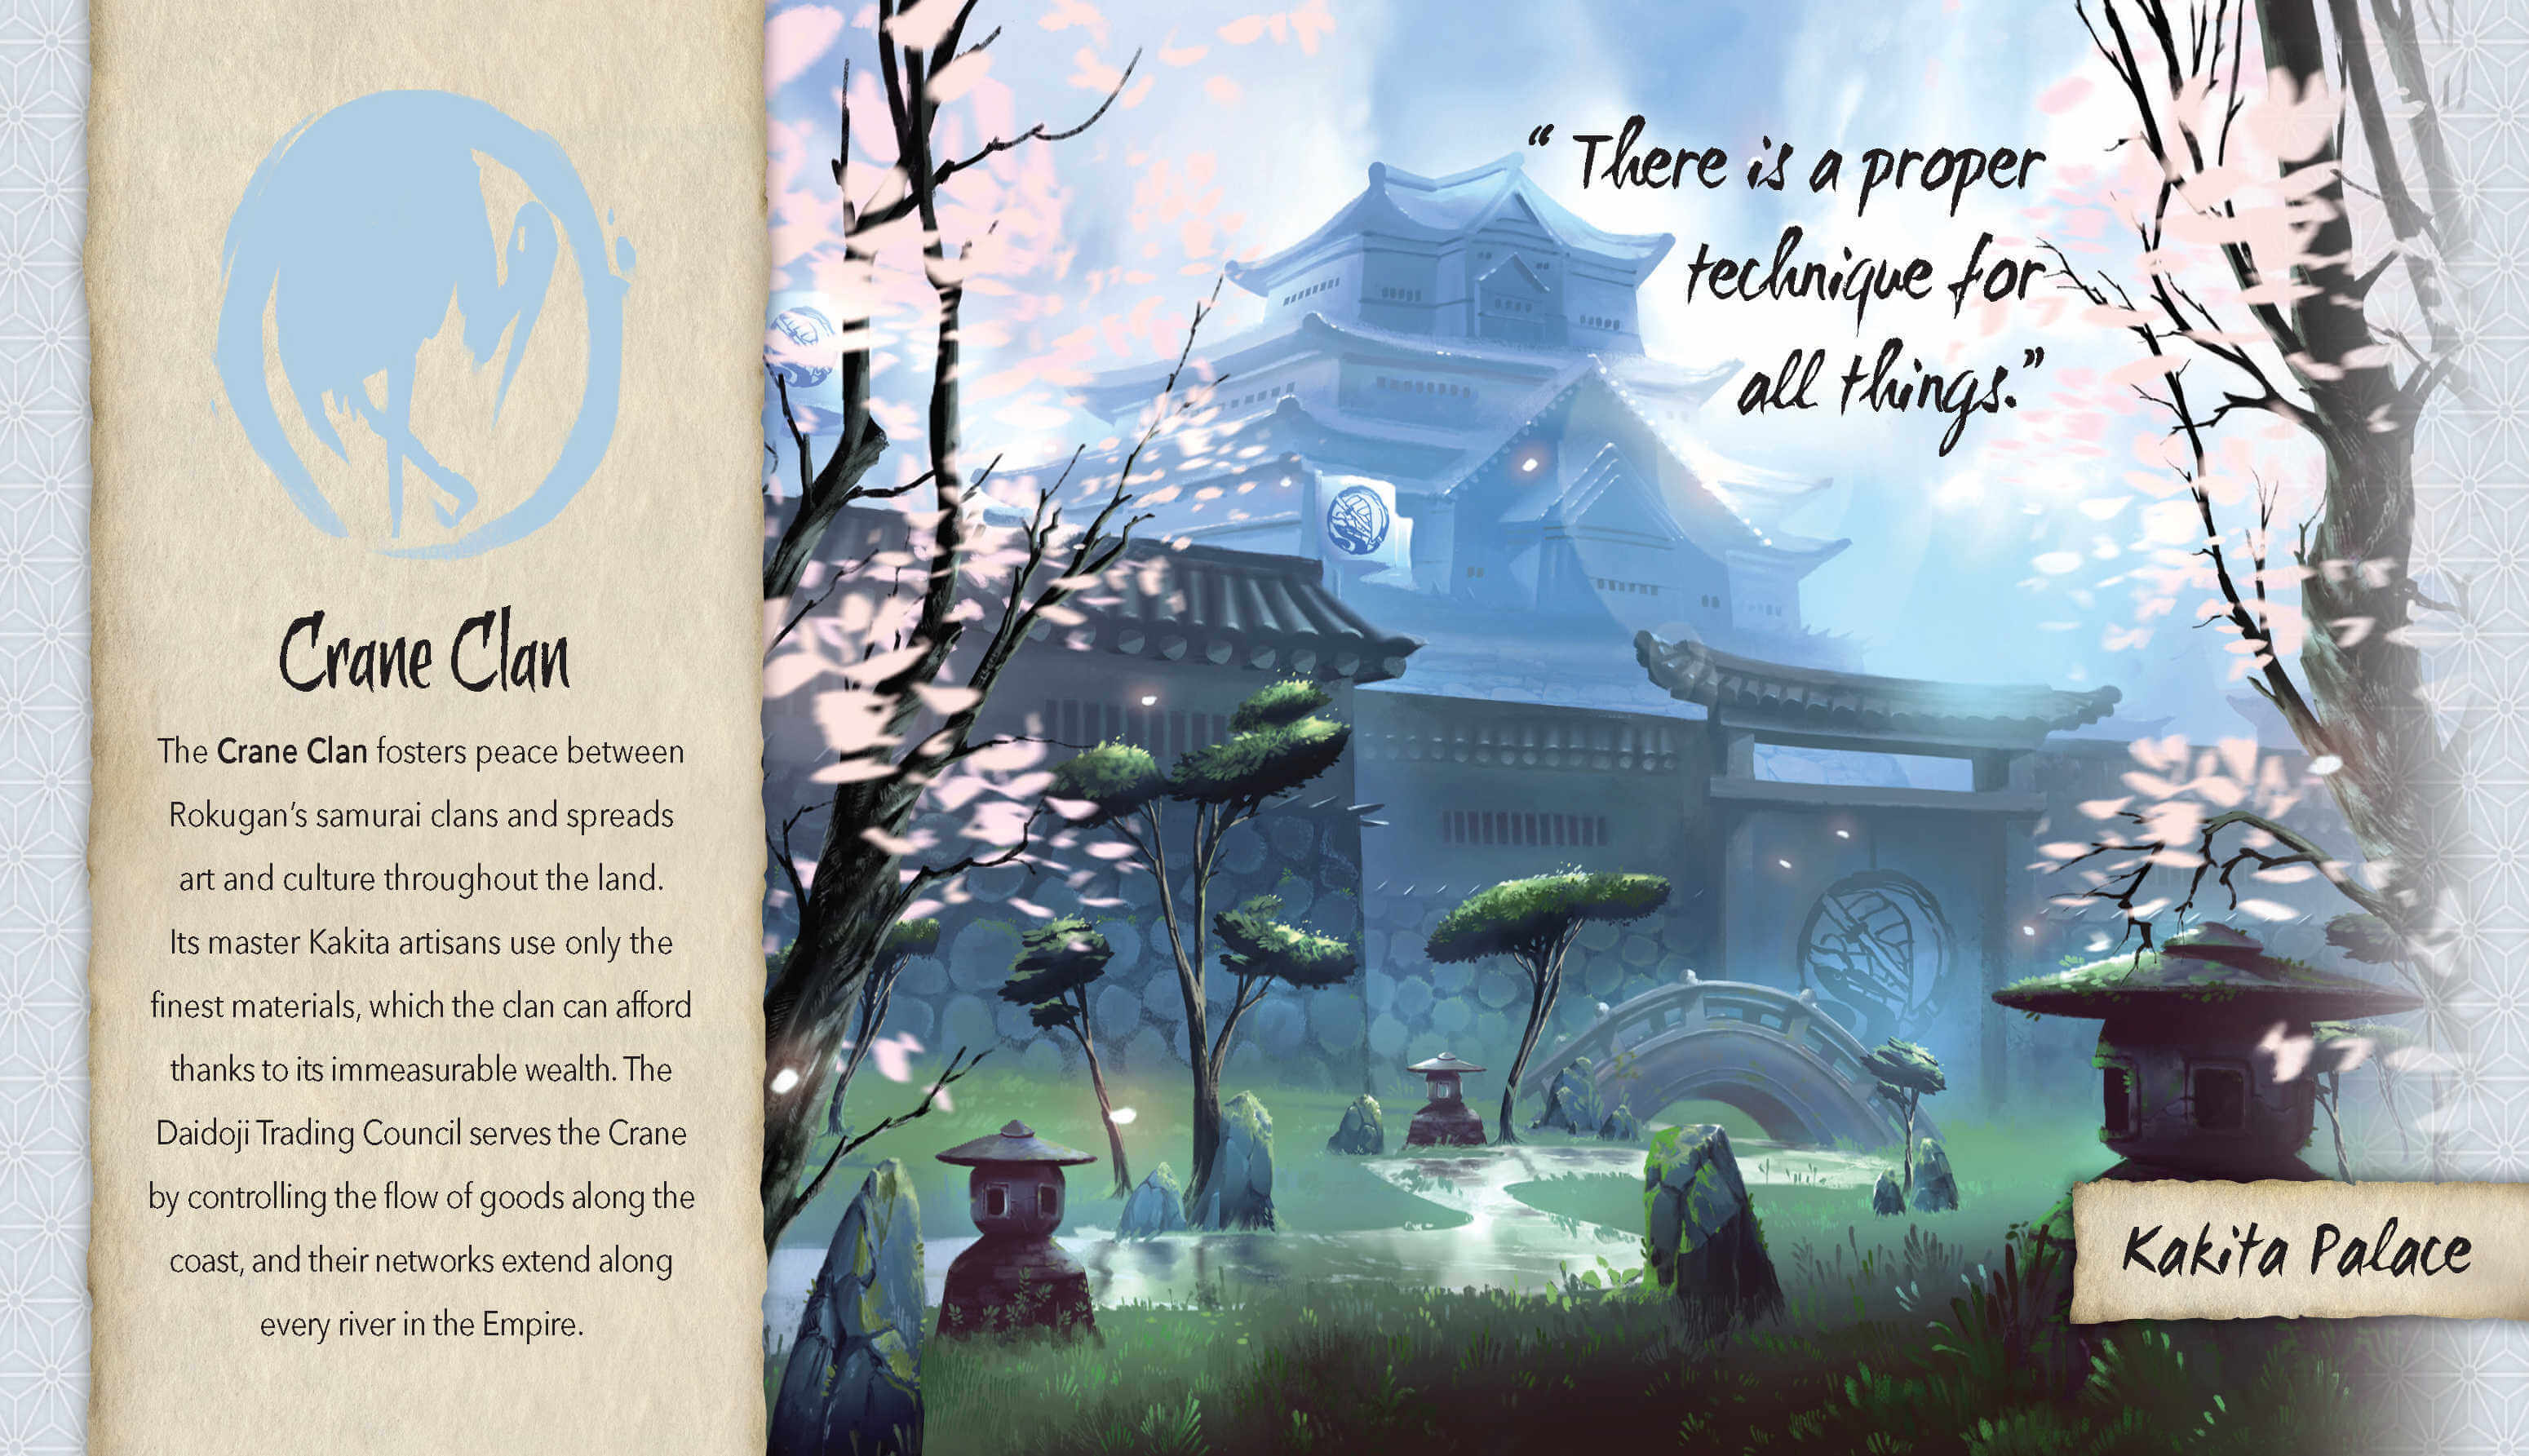 Crane Clan
The Crane Clan fosters peace between
Rokugan’s samurai clans and spreads
art and culture throughout the land.
Its master Kakita artisans use only the
finest materials, which the clan can afford
thanks to its immeasurable wealth. The
Daidoji Trading Council serves the Crane
by controlling the flow of goods along the
coast, and their networks extend along
every river in the Empire.
“ There is a proper
technique for
all things.”
Kakita Palace